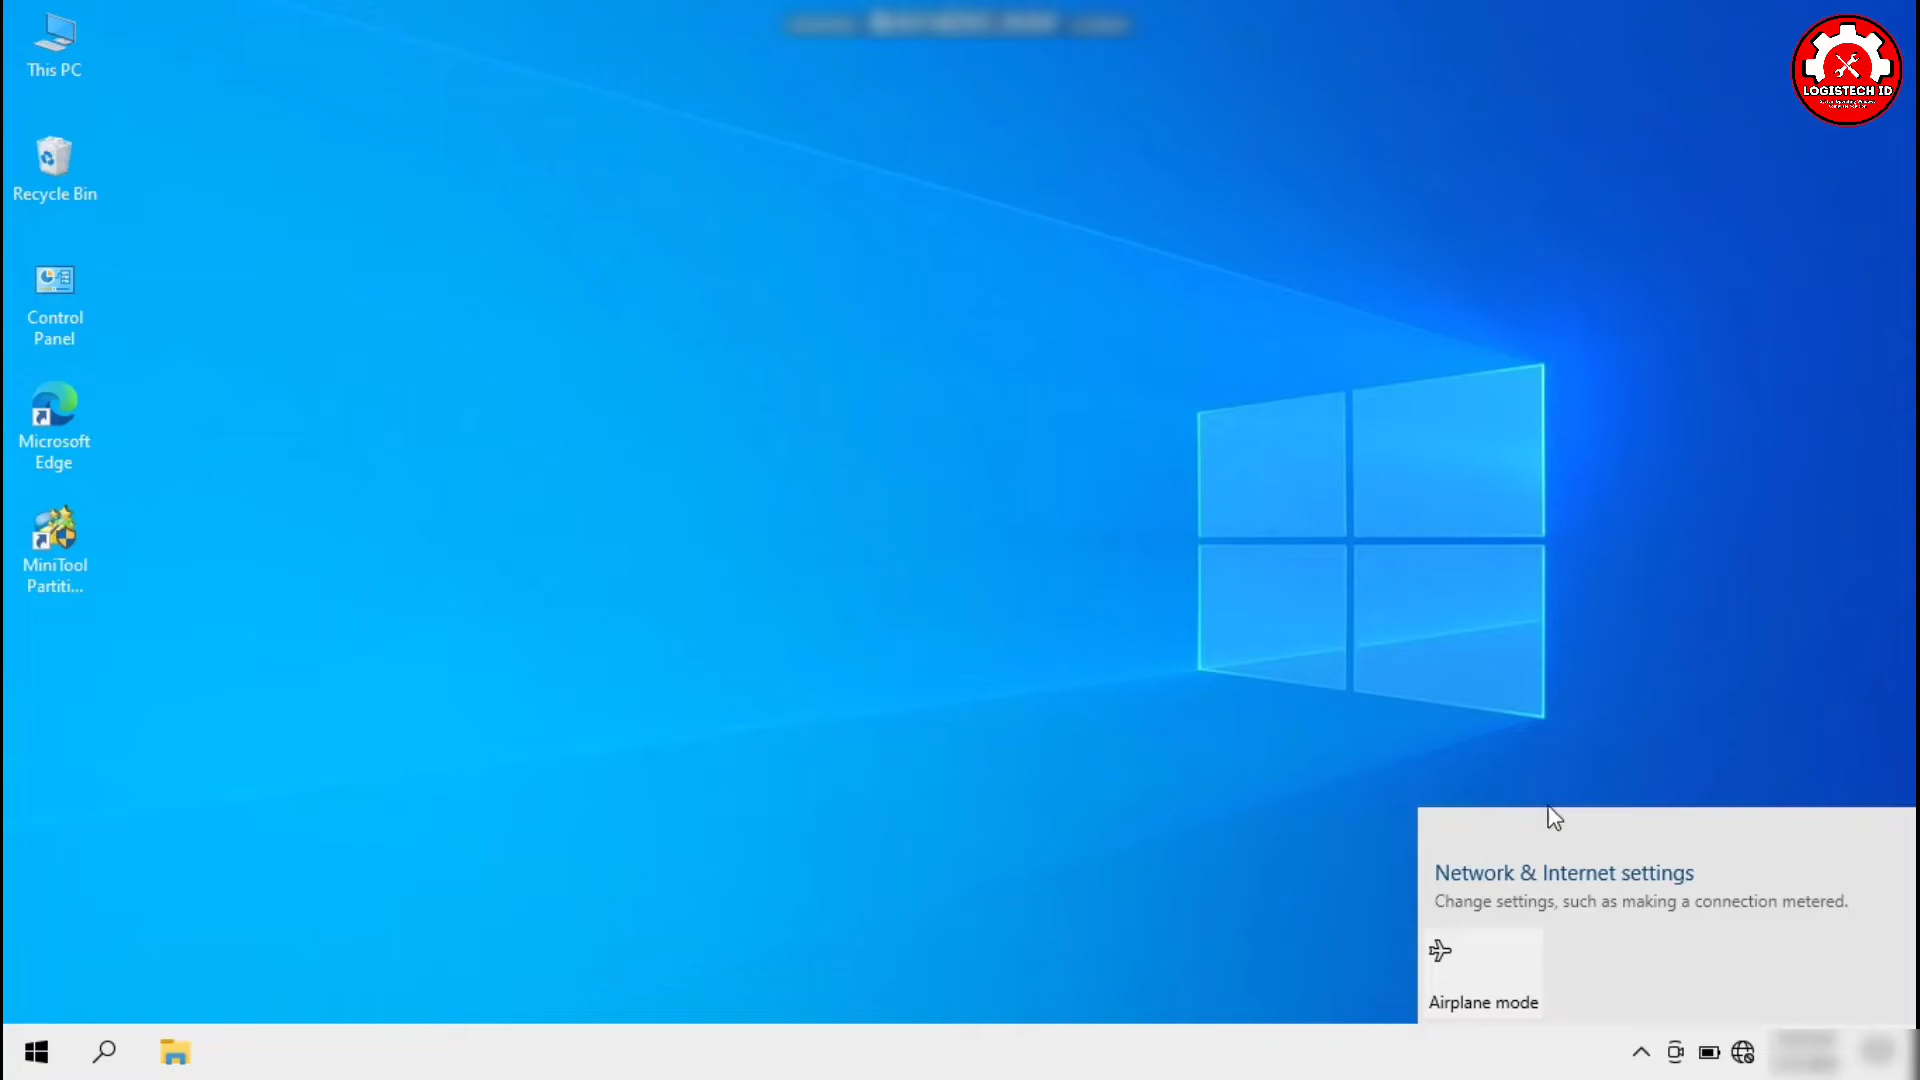 This PC
Recycle Bin
Control
Panel
Microsoft
Edge
MiniTool
Partiti...
LOGISTECH ID
Network & Internet settings
Change settings, such as making a connection metered.
Airplane mode